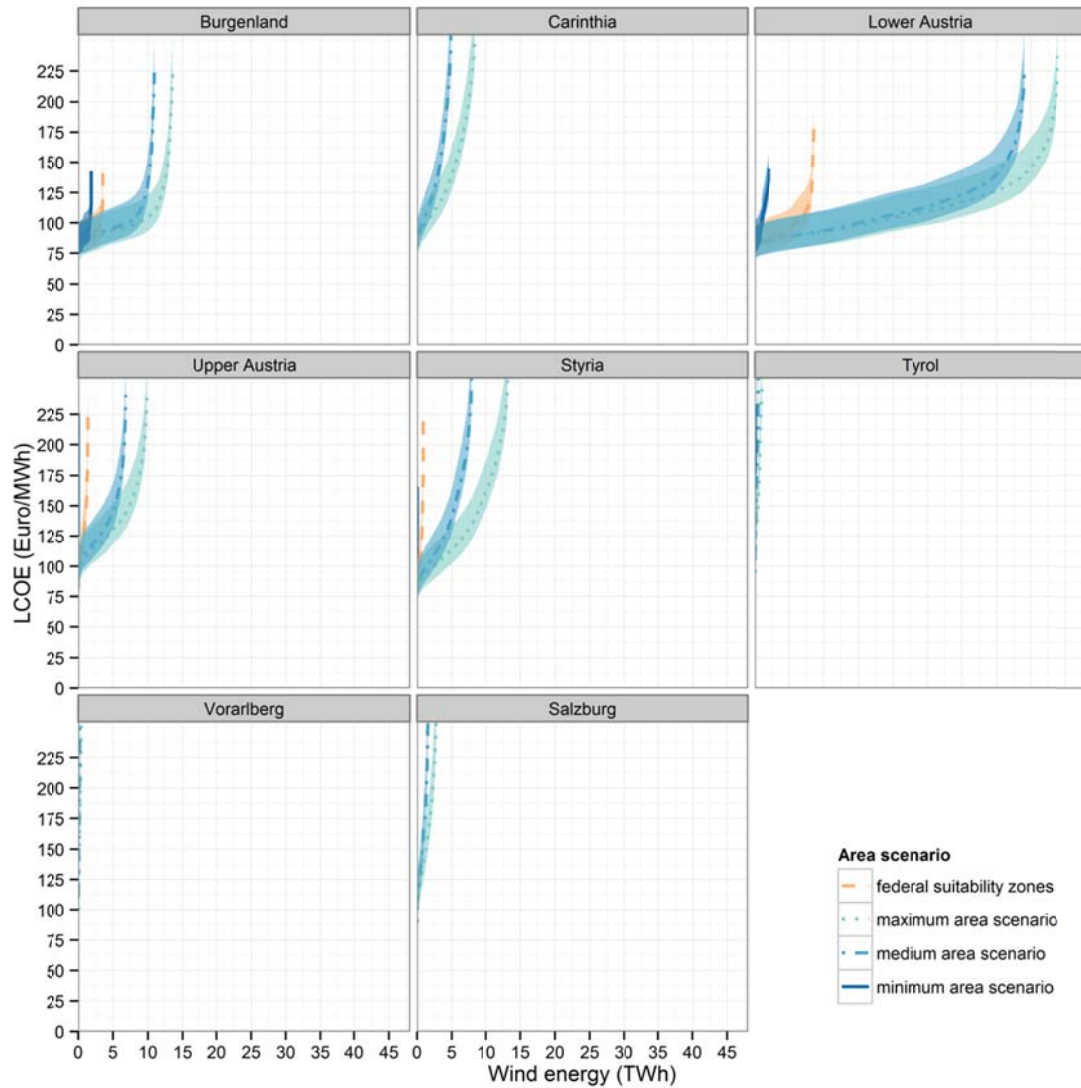 Burgenland Carinthia Lower Austria
225
200
175
150
125
100
75
50
25
0
Upper Austria Styria Tyrol
LCOE (Euro/MWh)
225
200
175
150
125
100
75
50
25
0
Vorarlberg Salzburg
225
200
175
150
125
100
75
50
25
0
Area scenario
federal suitability zones
maximum area scenario
medium area scenario
minimum area scenario
0 5 10 15 20 25 30 35 40 45 0 5 10 15 20 25 30 35 40 45
Wind energy (TWh)